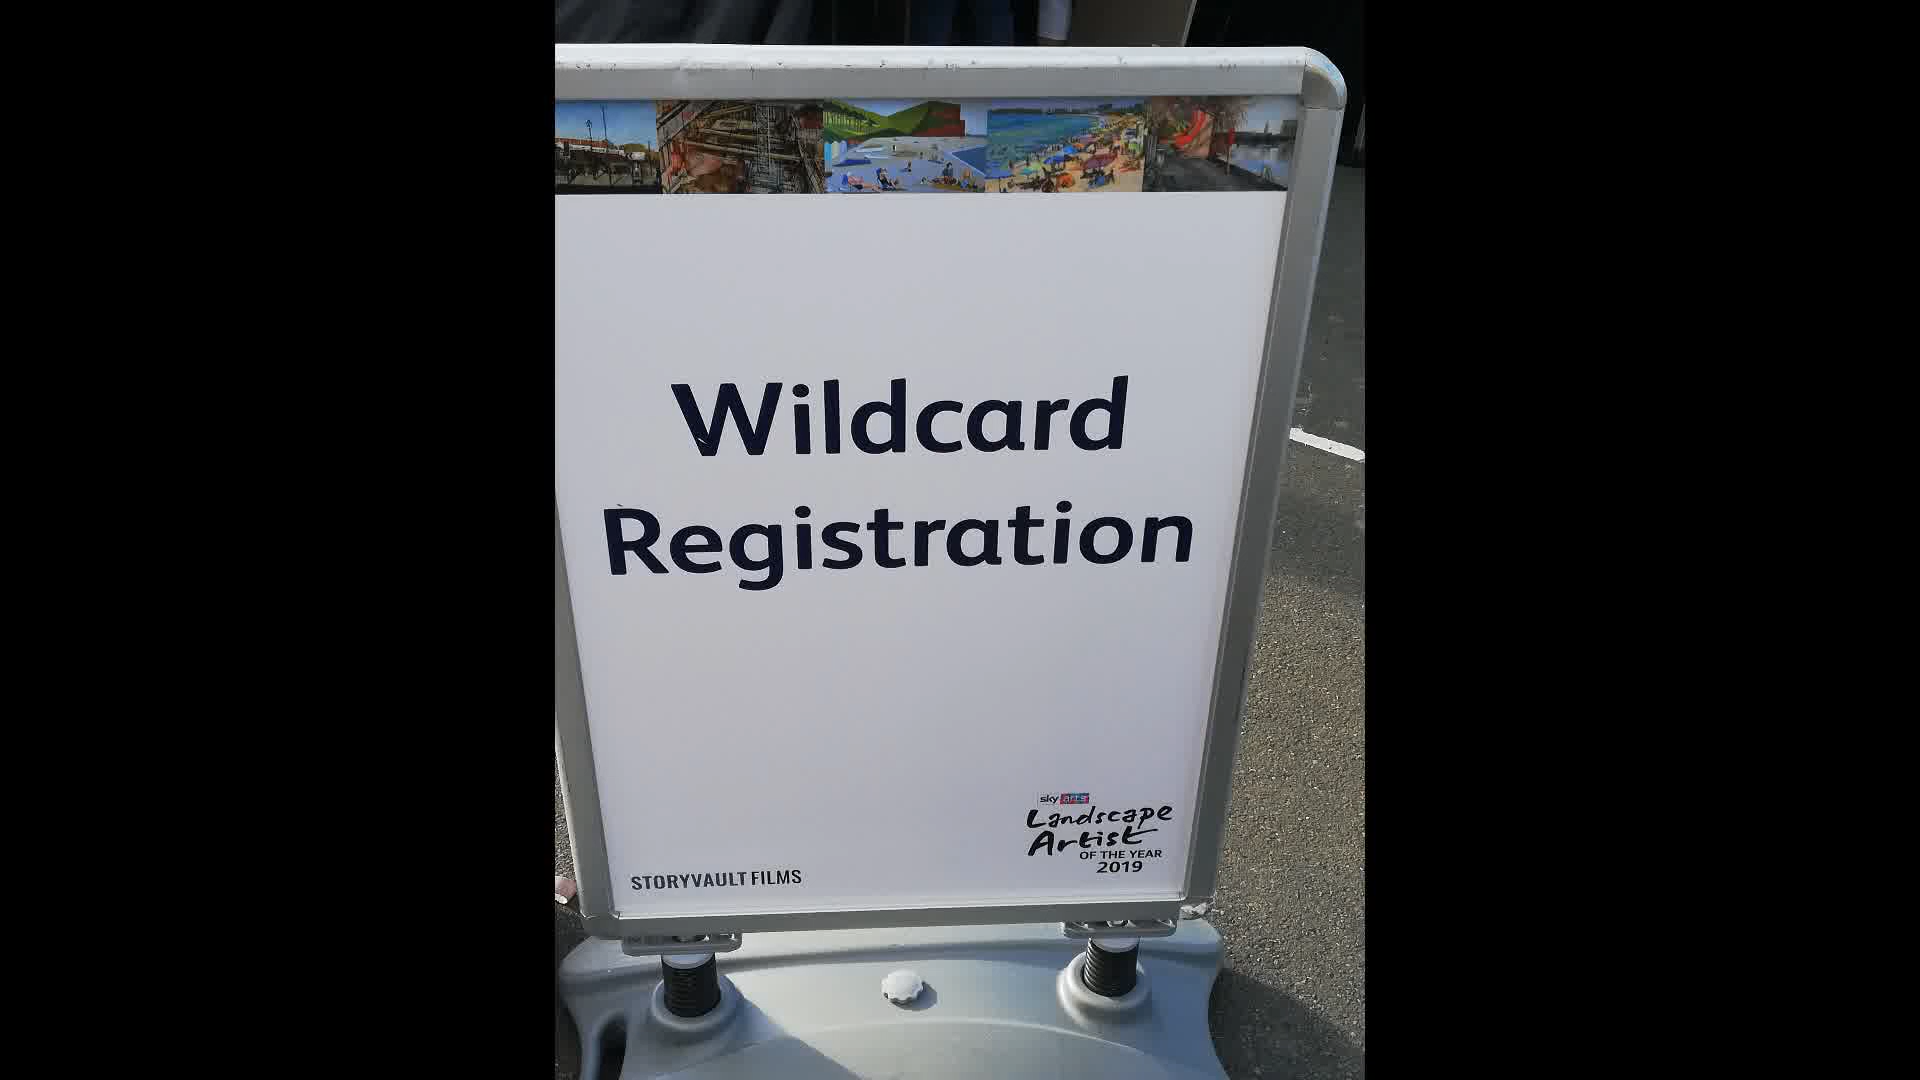 Wildcard
Registration
sky arts
Landscape
Artist
OF THE YEAR
2019
STORYVAULT FILMS